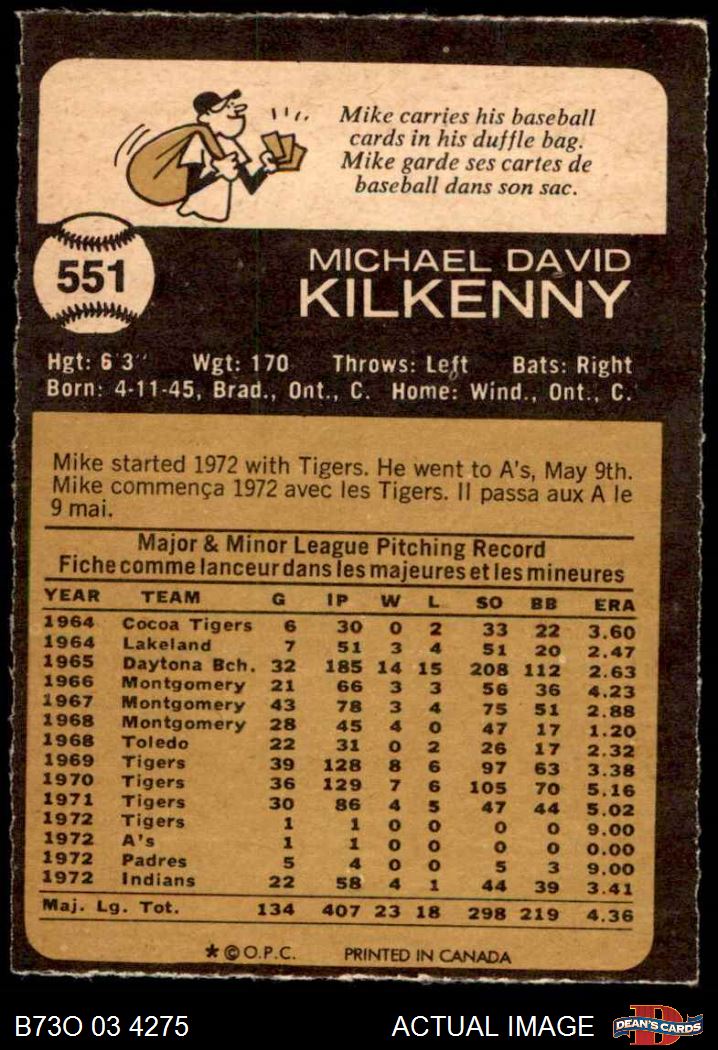 Mike carries his baseball
cards in his duffle bag.
Mike garde ses cartes de
baseball dans son sac.
551
MICHAEL DAVID
KILKENNY
Hgt: 6'3" Wgt: 170 Throws: Left Bats: Right
Born: 4-11-45, Brad., Ont., C. Home: Wind., Ont., C.
Mike started 1972 with Tigers. He went to A's, May 9th.
Mike commença 1972 avec les Tigers. Il passa aux A le
9 mai.
Major & Minor League Pitching Record
Fiche comme lanceur dans les majeures et les mineures
YEAR TEAM G IP W L SO BB ERA
1964 Cocoa Tigers 6 30 0 2 33 22 3.60
1964 Lakeland 7 51 3 4 51 20 2.47
1965 Daytona Bch. 32 185 14 15 208 112 2.63
1966 Montgomery 21 66 3 3 56 36 4.23
1967 Montgomery 43 78 3 4 75 51 2.88
1968 Montgomery 28 45 4 0 47 17 1.20
1968 Toledo 22 31 0 2 26 17 2.32
1969 Tigers 39 128 8 6 97 63 3.38
1970 Tigers 36 129 7 6 105 70 5.16
1971 Tigers 30 86 4 5 47 44 5.02
1972 Tigers 1 1 0 0 0 0 9.00
1972 A's 1 1 0 0 0 0 0.00
1972 Padres 5 4 0 0 5 3 9.00
1972 Indians 22 58 4 1 44 39 3.41
Maj. Lg. Tot. 134 407 23 18 298 219 4.36
* © O.P.C. PRINTED IN CANADA
B73O 03 4275 ACTUAL IMAGE DEAN'S CARDS